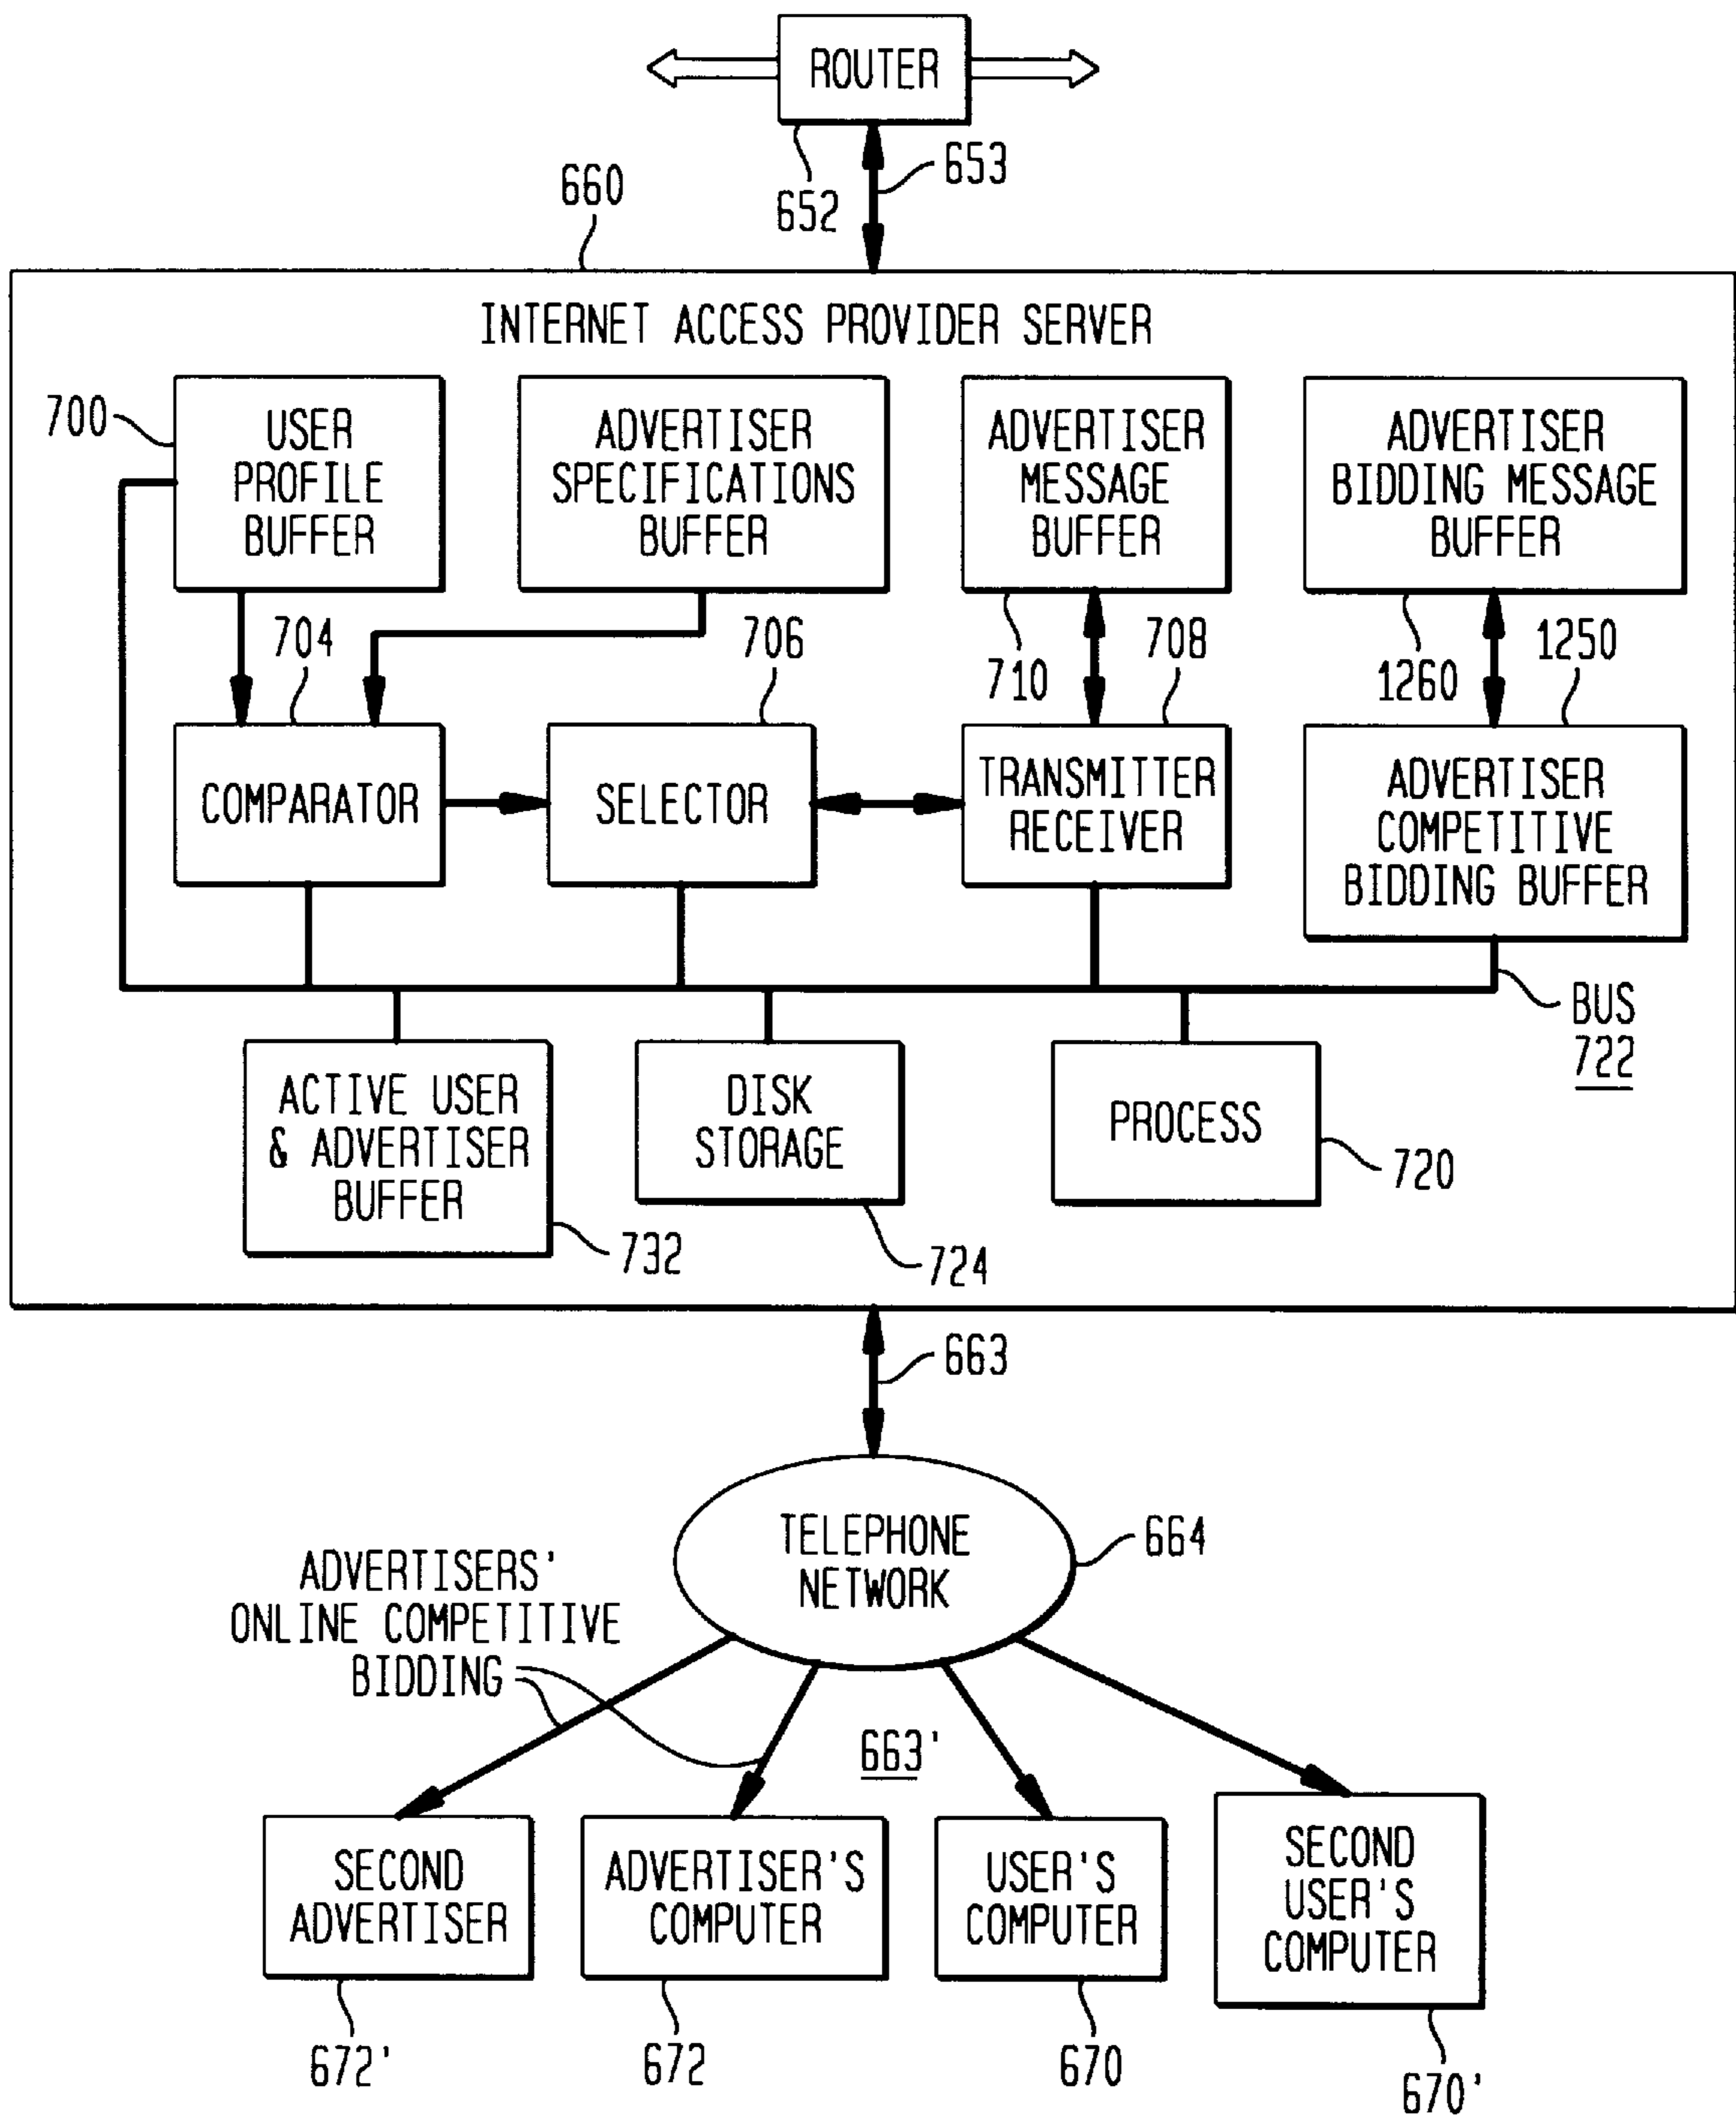 ROUTER
653
652
660
INTERNET ACCESS PROVIDER SERVER
700
USER
PROFILE
BUFFER
ADVERTISER
SPECIFICATIONS
BUFFER
ADVERTISER
MESSAGE
BUFFER
ADVERTISER
BIDDING MESSAGE
BUFFER
704
706
710
708
1260
1250
COMPARATOR
SELECTOR
TRANSMITTER
RECEIVER
ADVERTISER
COMPETITIVE
BIDDING BUFFER
BUS
722
ACTIVE USER
& ADVERTISER
BUFFER
DISK
STORAGE
PROCESS
720
732
724
663
TELEPHONE
NETWORK
664
ADVERTISERS'
ONLINE COMPETITIVE
BIDDING
663'
SECOND
ADVERTISER
ADVERTISER'S
COMPUTER
USER'S
COMPUTER
SECOND
USER'S
COMPUTER
672'
672
670
670'